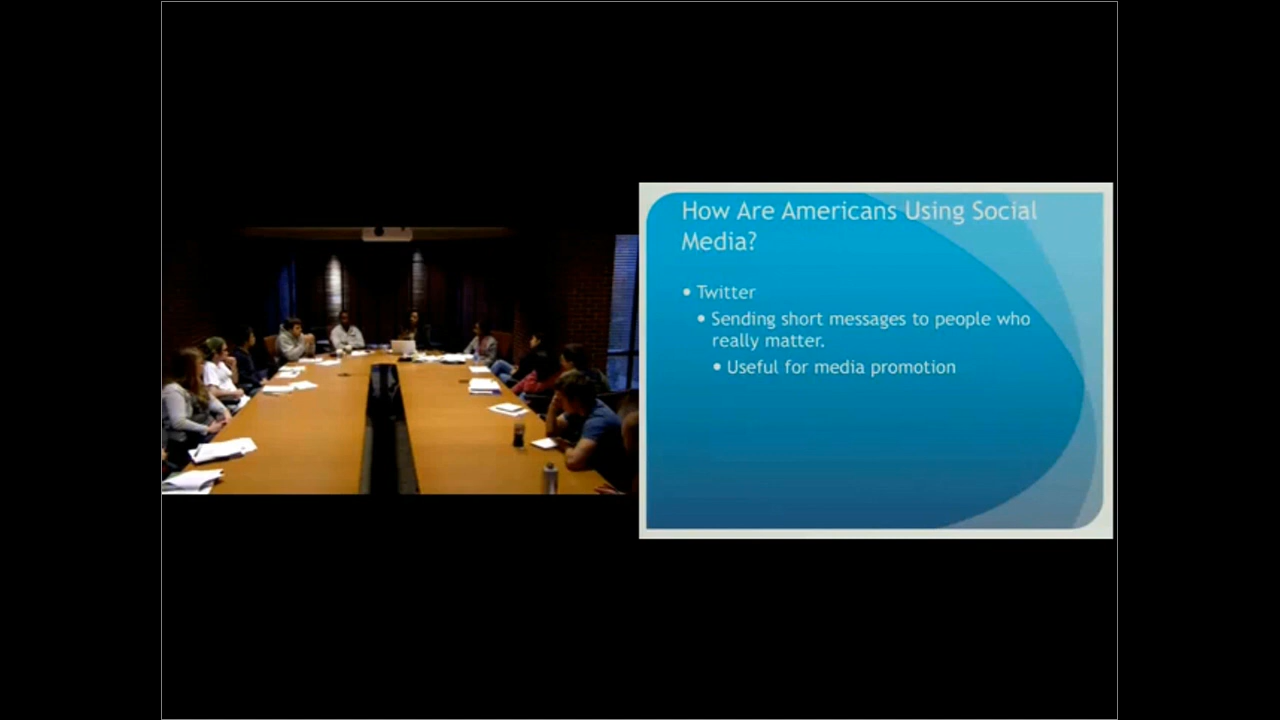 How Are Americans Using Social
Media?
• Twitter
• Sending short messages to people who
really matter.
• Useful for media promotion